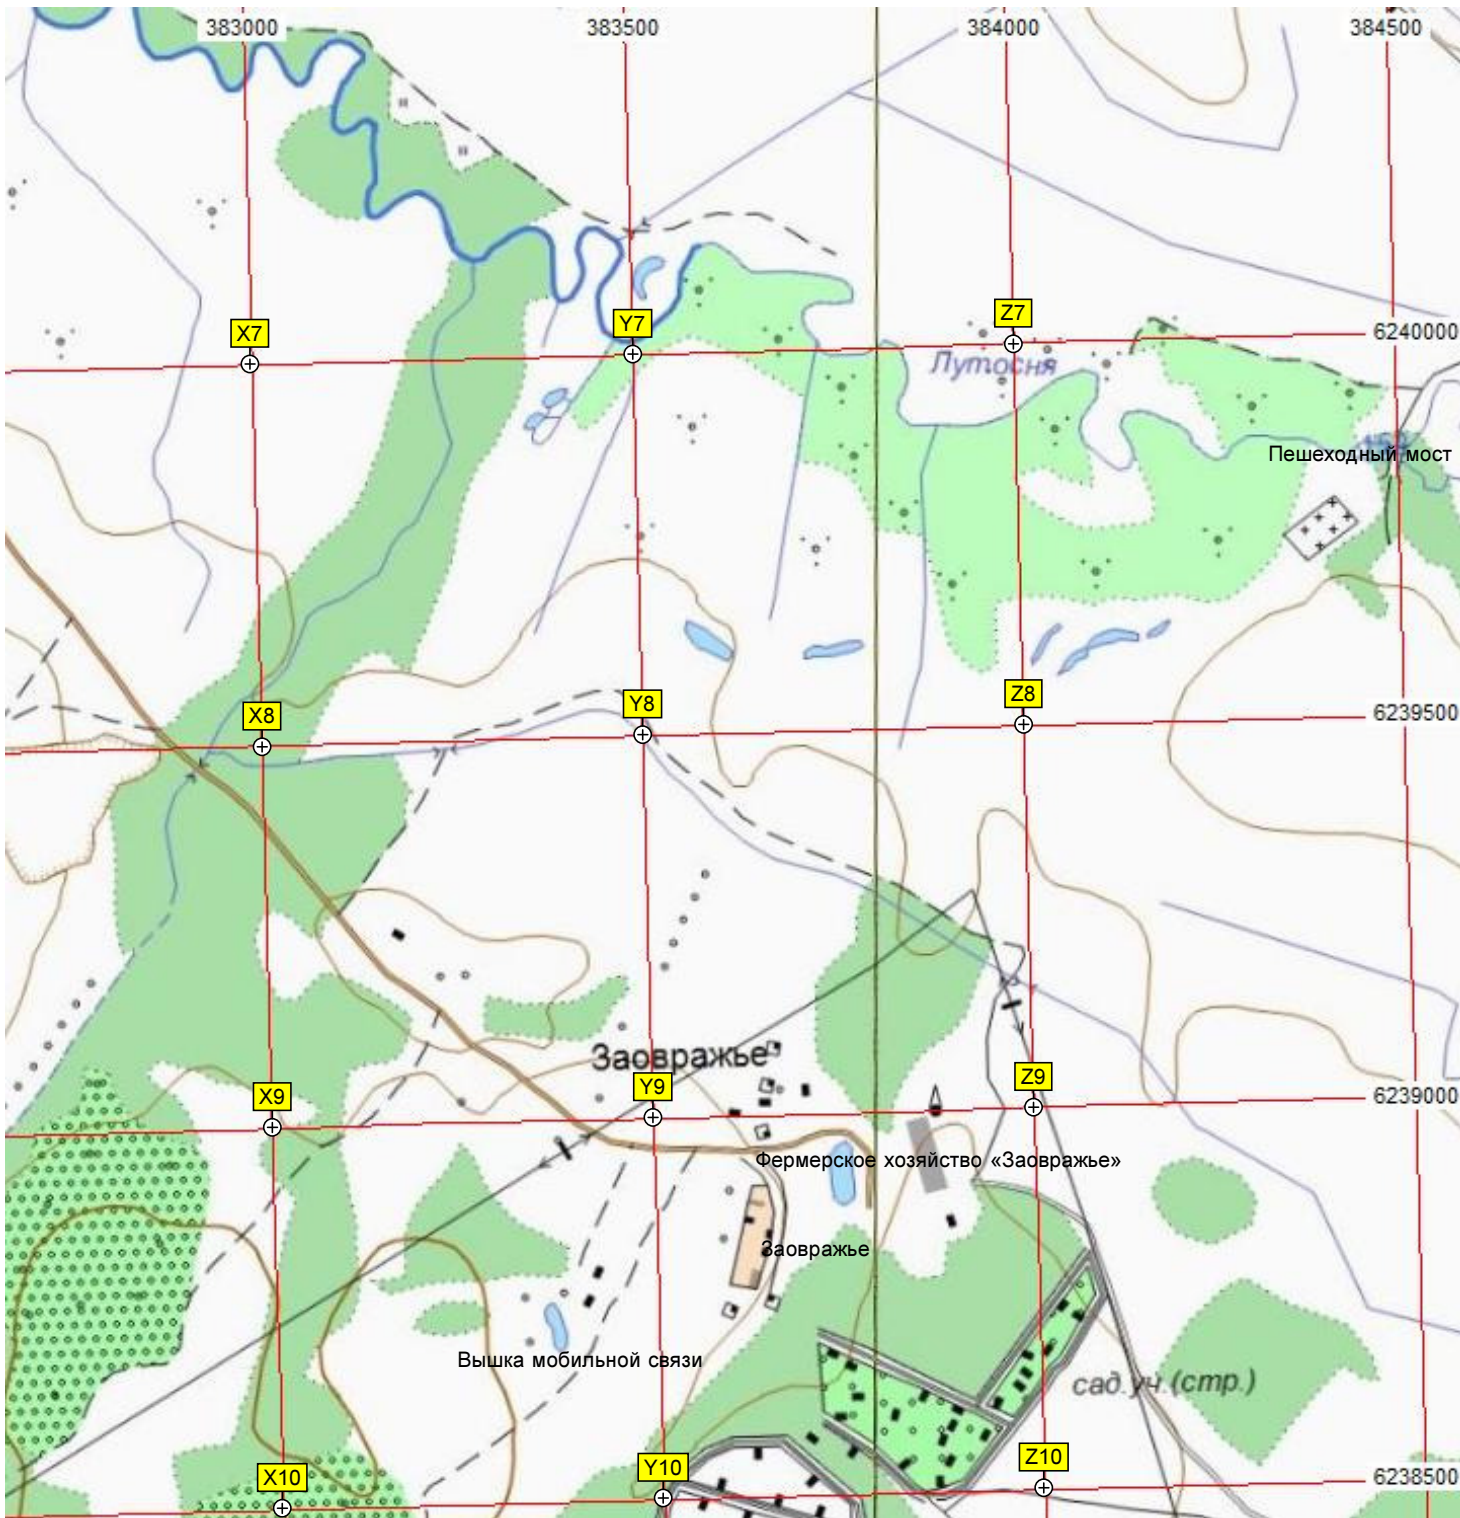 383000 383500 384000 384500
Z7
Y7
X7
6240000
Лутосня
Пешеходный мост
Z8
Y8
X8
6239500
Заовражье
Z9
Y9
X9
6239000
Фермерское хозяйство «Заовражье»
Заовражье
Вышка мобильной связи
сад.уч.(стр.)
Z10
Y10
X10
6238500